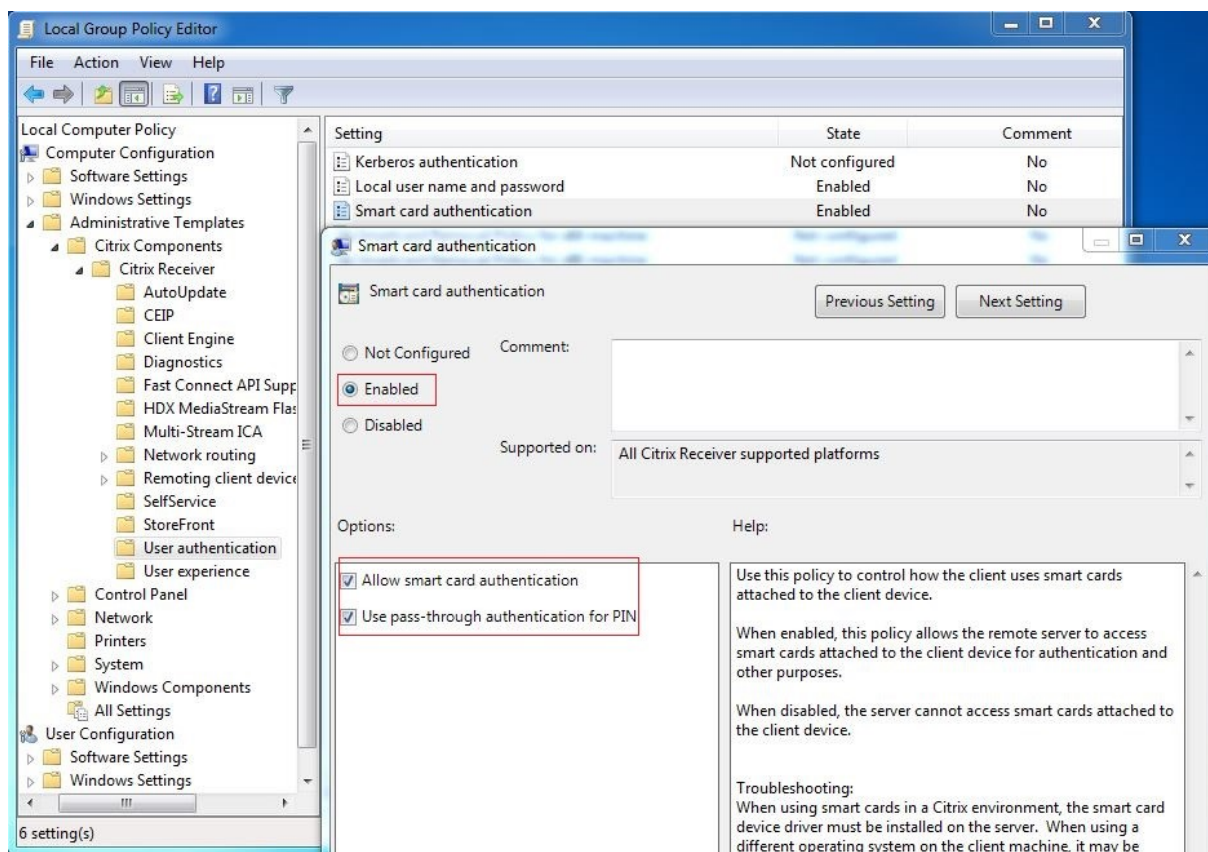 Local Group Policy Editor
File Action View Help
Local Computer Policy
Computer Configuration
Software Settings
Windows Settings
Administrative Templates
Citrix Components
Citrix Receiver
AutoUpdate
CEIP
Client Engine
Diagnostics
Fast Connect API Supp
HDX MediaStream Flas
Multi-Stream ICA
Network routing
Remoting client device
SelfService
StoreFront
User authentication
User experience
Control Panel
Network
Printers
System
Windows Components
All Settings
User Configuration
Software Settings
Windows Settings
6 setting(s)
Setting State Comment
Kerberos authentication Not configured No
Local user name and password Enabled No
Smart card authentication Enabled No
Smart card authentication
Smart card authentication
Previous Setting Next Setting
Not Configured Comment:
Enabled
Disabled
Supported on: All Citrix Receiver supported platforms
Options:
Allow smart card authentication
Use pass-through authentication for PIN
Help:
Use this policy to control how the client uses smart cards
attached to the client device.
When enabled, this policy allows the remote server to access
smart cards attached to the client device for authentication and
other purposes.
When disabled, the server cannot access smart cards attached to
the client device.
Troubleshooting:
When using smart cards in a Citrix environment, the smart card
device driver must be installed on the server. When using a
different operating system on the client machine, it may be